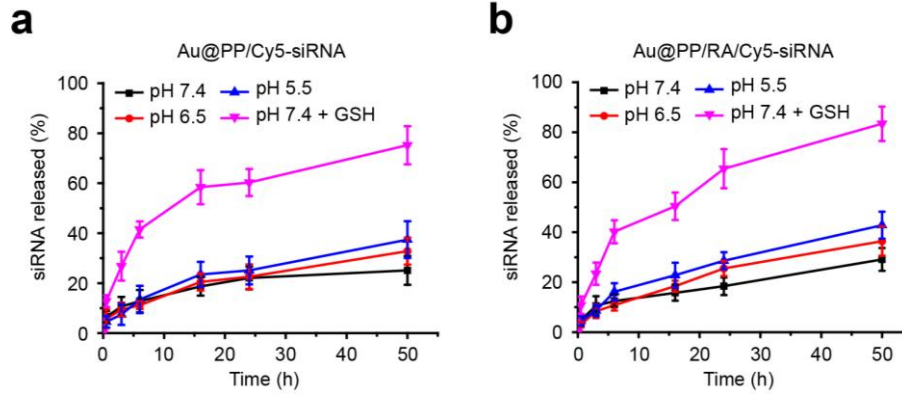 a
Au@PP/Cy5-siRNA
siRNA released (%)
100
80
60
40
20
0
pH 7.4
pH 5.5
pH 6.5
pH 7.4 + GSH
0
10
20
30
40
50
Time (h)
b
Au@PP/RA/Cy5-siRNA
siRNA released (%)
100
80
60
40
20
0
pH 7.4
pH 5.5
pH 6.5
pH 7.4 + GSH
0
10
20
30
40
50
Time (h)